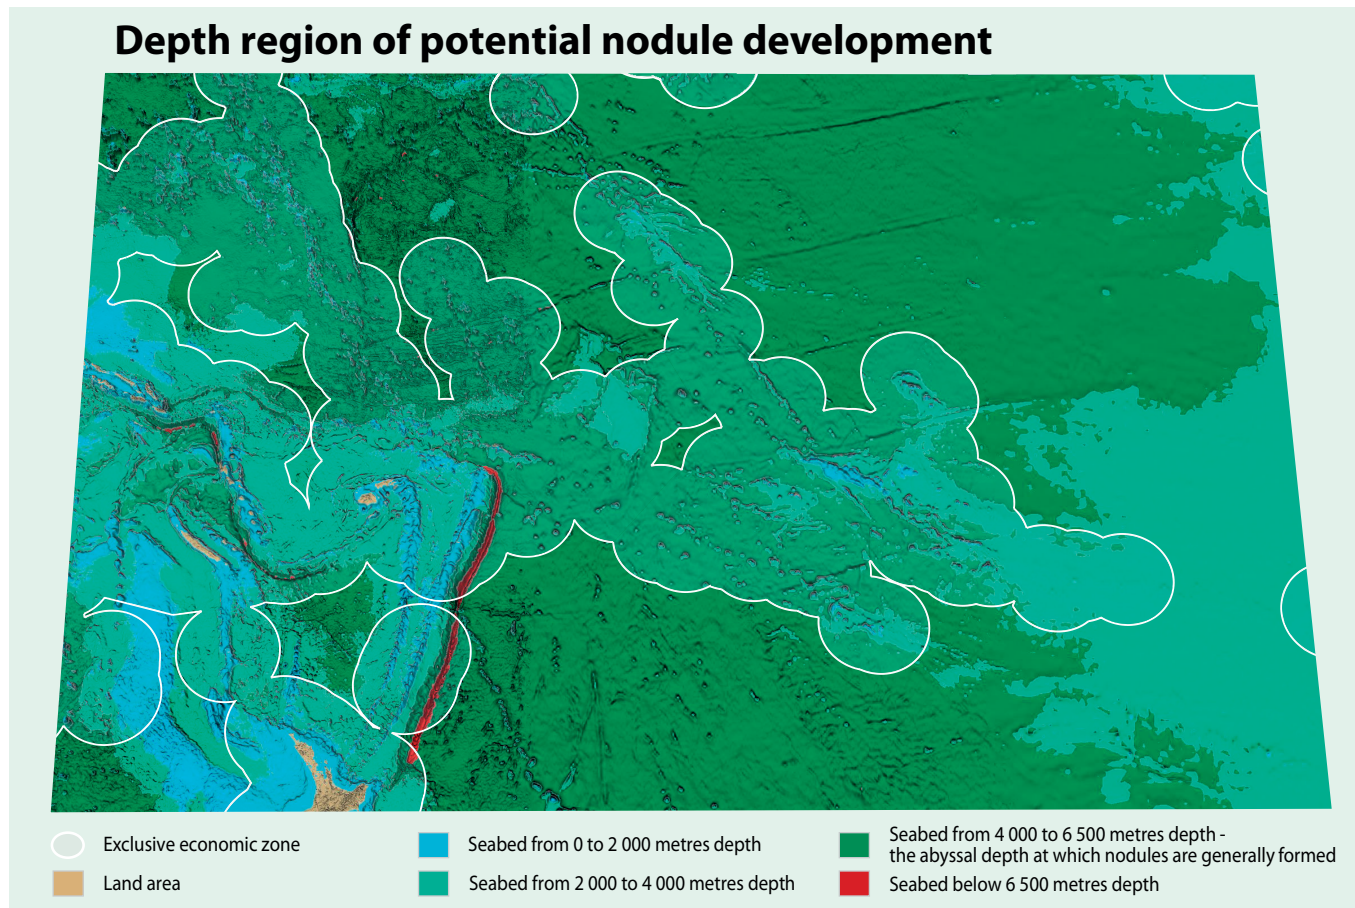 Depth region of potential nodule development
Exclusive economic zone
Land area
Seabed from 0 to 2 000 metres depth
Seabed from 2 000 to 4 000 metres depth
Seabed from 4 000 to 6 500 metres depth -
the abyssal depth at which nodules are generally formed
Seabed below 6 500 metres depth